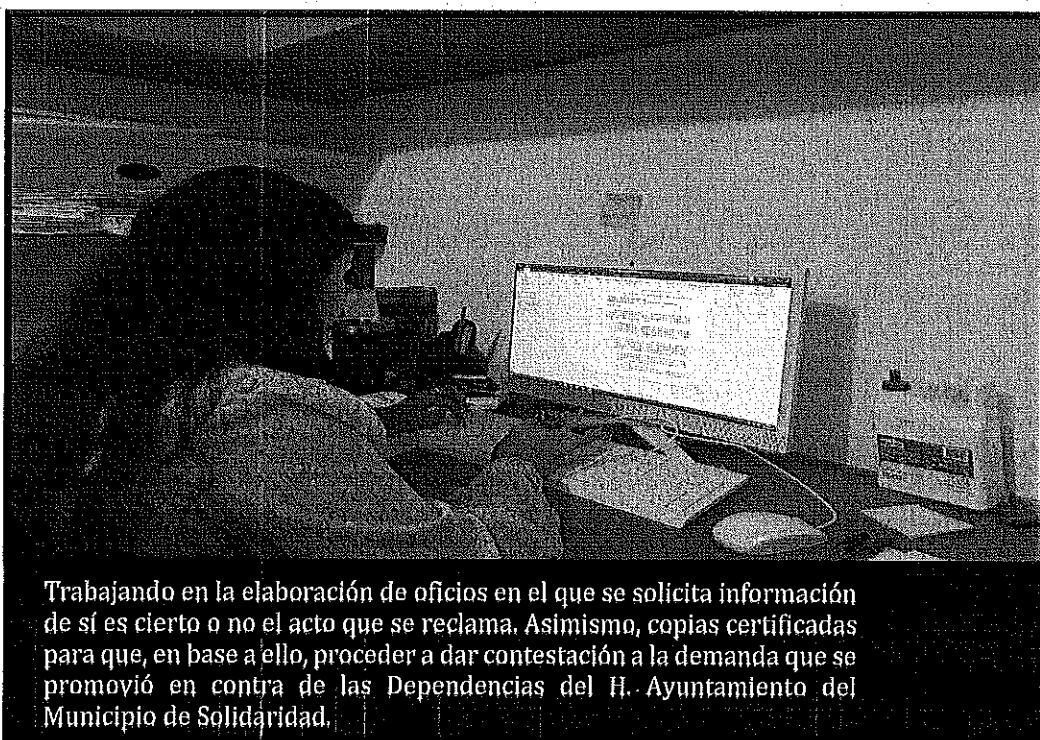 Trabajando en la elaboración de oficios en el que se solicita información
de sí es cierto o no el acto que se reclama. Asimismo, copias certificadas
para que, en base a ello, proceder a dar contestación a la demanda que se
promovió en contra de las Dependencias del H. Ayuntamiento del
Municipio de Solidaridad.